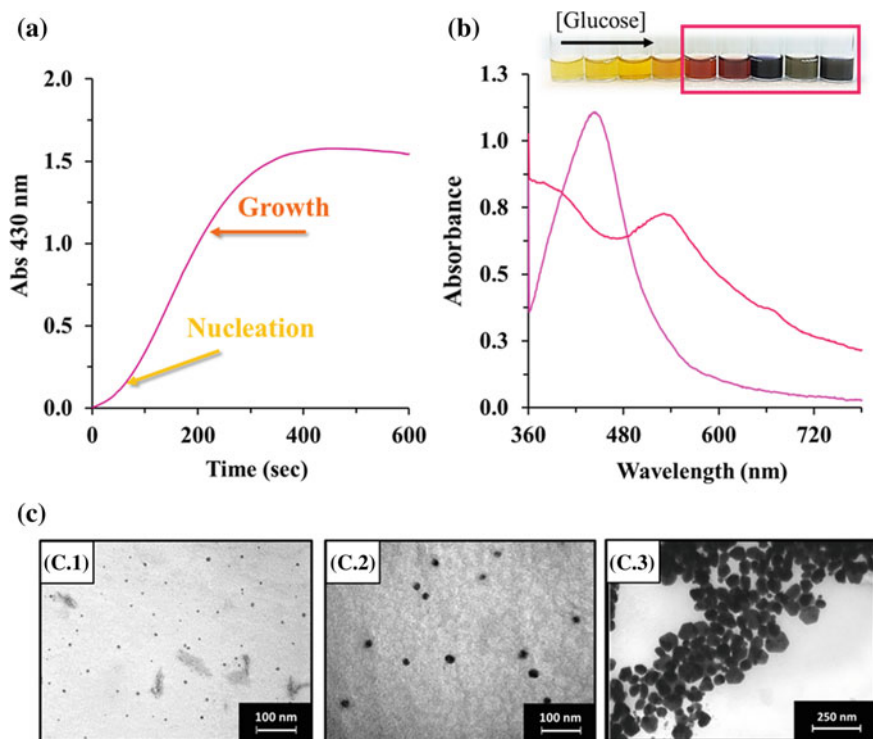 (a)
2.0
1.5
1.0
0.5
0.0
Abs 430 nm
Growth
Nucleation
0 200 400 600
Time (sec)
(b)
[Glucose]
1.3
1.0
0.8
0.5
0.3
0.0
Absorbance
360 480 600 720
Wavelength (nm)
(c)
(C.1)
100 nm
(C.2)
100 nm
(C.3)
250 nm